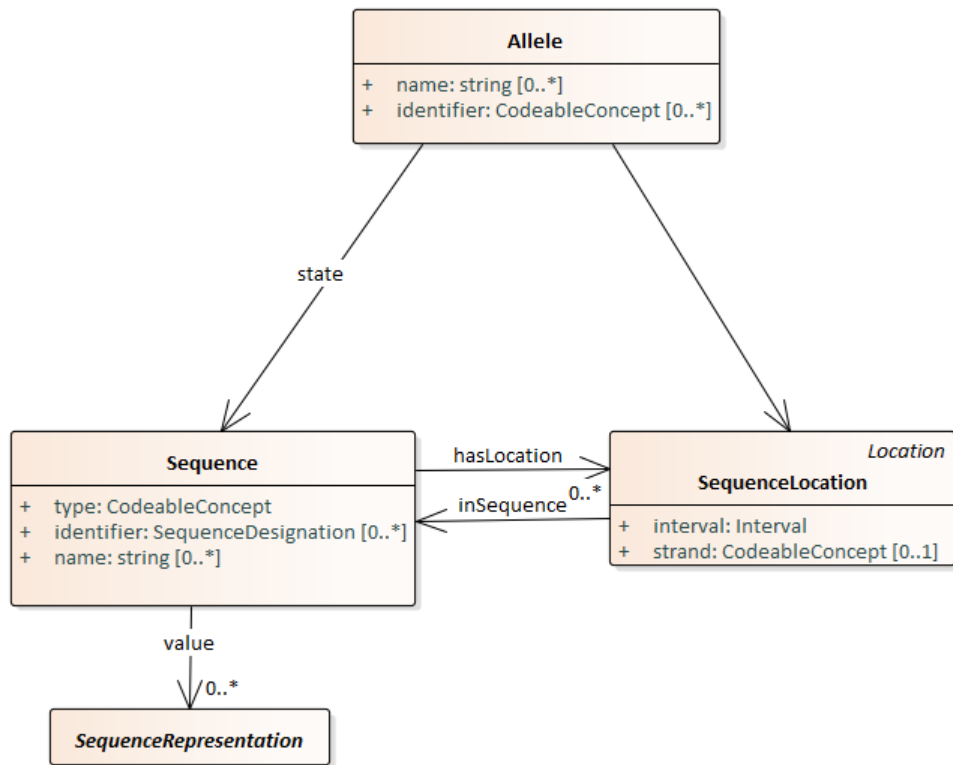 Allele
+ name: string [0..*]
+ identifier: CodeableConcept [0..*]
state
Sequence
+ type: CodeableConcept
+ identifier: SequenceDesignation [0..*]
+ name: string [0..*]
hasLocation
0..*
inSequence
Location
SequenceLocation
+ interval: Interval
+ strand: CodeableConcept [0..1]
value
0..*
SequenceRepresentation